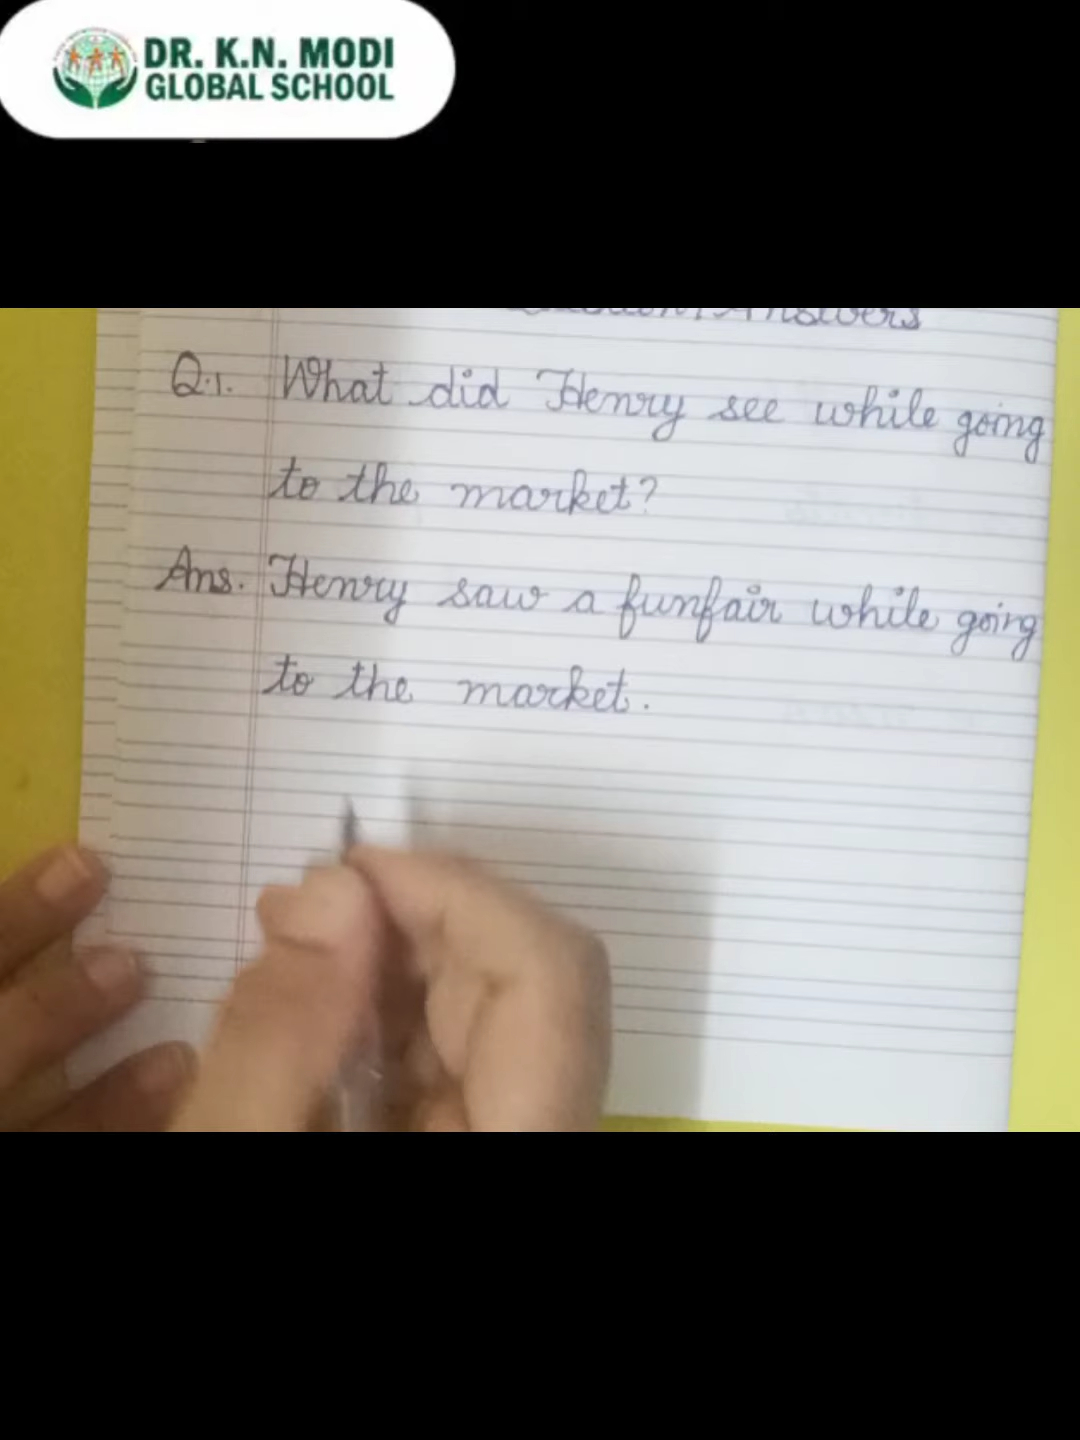 DR. K.N. MODI
GLOBAL SCHOOL
Answers
Q.1. What did Henry see while going
to the market?
Ans. Henry saw a funfair while going
to the market.